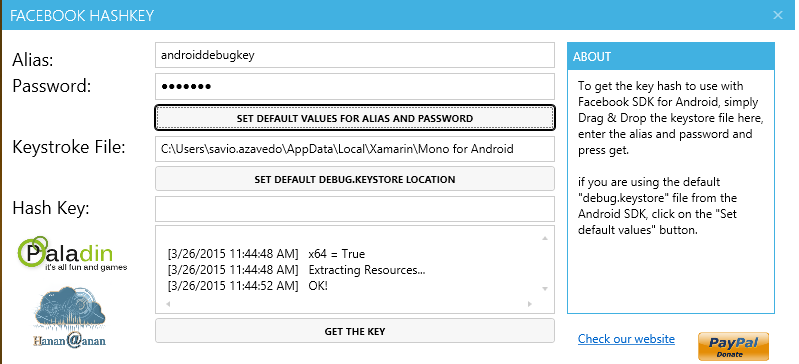 FACEBOOK HASHKEY
Alias:
androiddebugkey
Password:
●●●●●●●
SET DEFAULT VALUES FOR ALIAS AND PASSWORD
Keystroke File:
C:\Users\savio.azavedo\AppData\Local\Xamarin\Mono for Android
SET DEFAULT DEBUG.KEYSTORE LOCATION
Hash Key:
Paladin
it's all fun and games
Hanan@anan
[3/26/2015 11:44:48 AM] x64 = True
[3/26/2015 11:44:48 AM] Extracting Resources...
[3/26/2015 11:44:52 AM] OK!
GET THE KEY
ABOUT
To get the key hash to use with
Facebook SDK for Android, simply
Drag & Drop the keystore file here,
enter the alias and password and
press get.
if you are using the default
"debug.keystore" file from the
Android SDK, click on the "Set
default values" button.
Check our website
PayPal
Donate